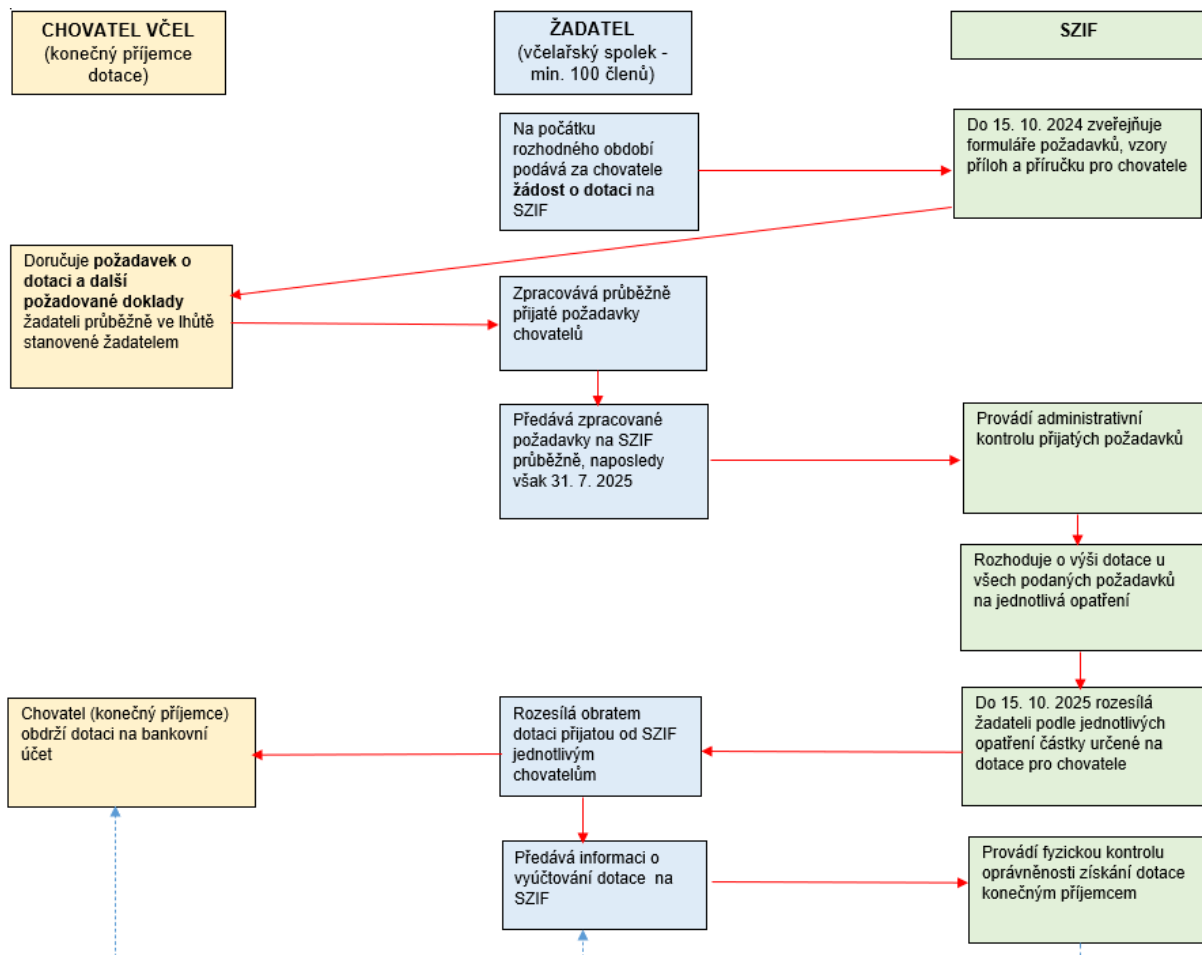 CHOVATEL VČEL
(konečný příjemce
dotace)
ŽADATEL
(včelařský spolek -
min. 100 členů)
SZIF
Na počátku
rozhodného období
podává za chovatele
žádost o dotaci na
SZIF
Do 15. 10. 2024 zveřejňuje
formuláře požadavků, vzory
příloh a příručku pro chovatele
Doručuje požadavek o
dotaci a další
požadované doklady
žadateli průběžně ve lhůtě
stanovené žadatelem
Zpracovává průběžně
přijaté požadavky
chovatelů
Předává zpracované
požadavky na SZIF
průběžně, naposledy
však 31. 7. 2025
Provádí administrativní
kontrolu přijatých požadavků
Rozhoduje o výši dotace u
všech podaných požadavků
na jednotlivá opatření
Chovatel (konečný příjemce)
obdrží dotaci na bankovní
účet
Rozesílá obratem
dotaci přijatou od SZIF
jednotlivým
chovatelům
Do 15. 10. 2025 rozesílá
žadateli podle jednotlivých
opatření částky určené na
dotace pro chovatele
Předává informaci o
vyúčtování dotace na
SZIF
Provádí fyzickou kontrolu
oprávněnosti získání dotace
konečným příjemcem